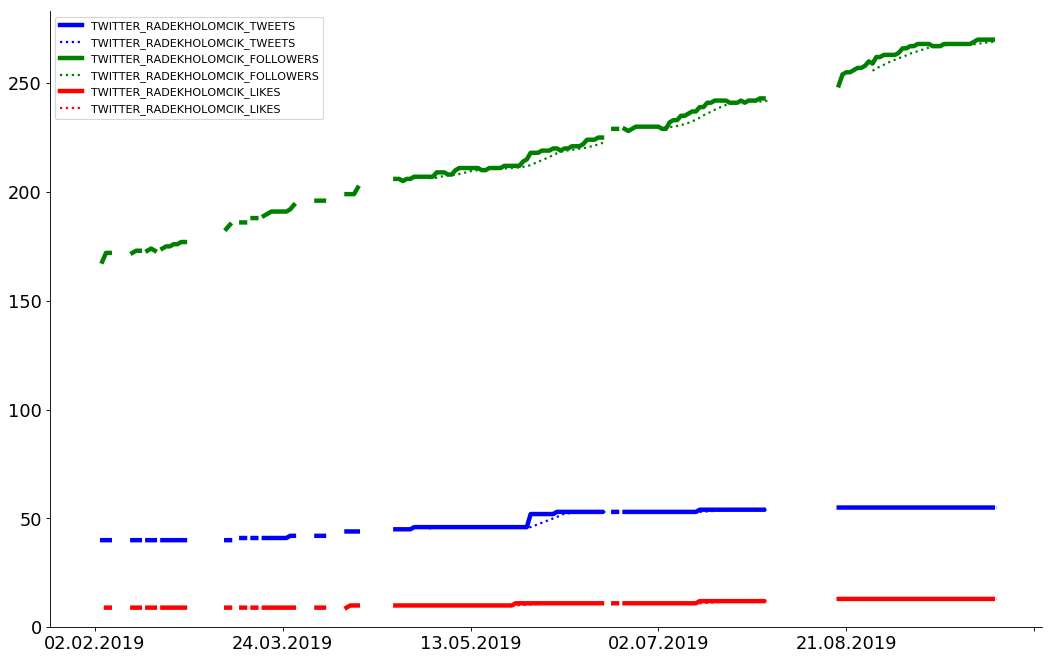 TWITTER_RADEKHOLOMCIK_TWEETS
TWITTER_RADEKHOLOMCIK_TWEETS
TWITTER_RADEKHOLOMCIK_FOLLOWERS
TWITTER_RADEKHOLOMCIK_FOLLOWERS
TWITTER_RADEKHOLOMCIK_LIKES
TWITTER_RADEKHOLOMCIK_LIKES
250
200
150
100
50
0
02.02.2019 24.03.2019 13.05.2019 02.07.2019 21.08.2019